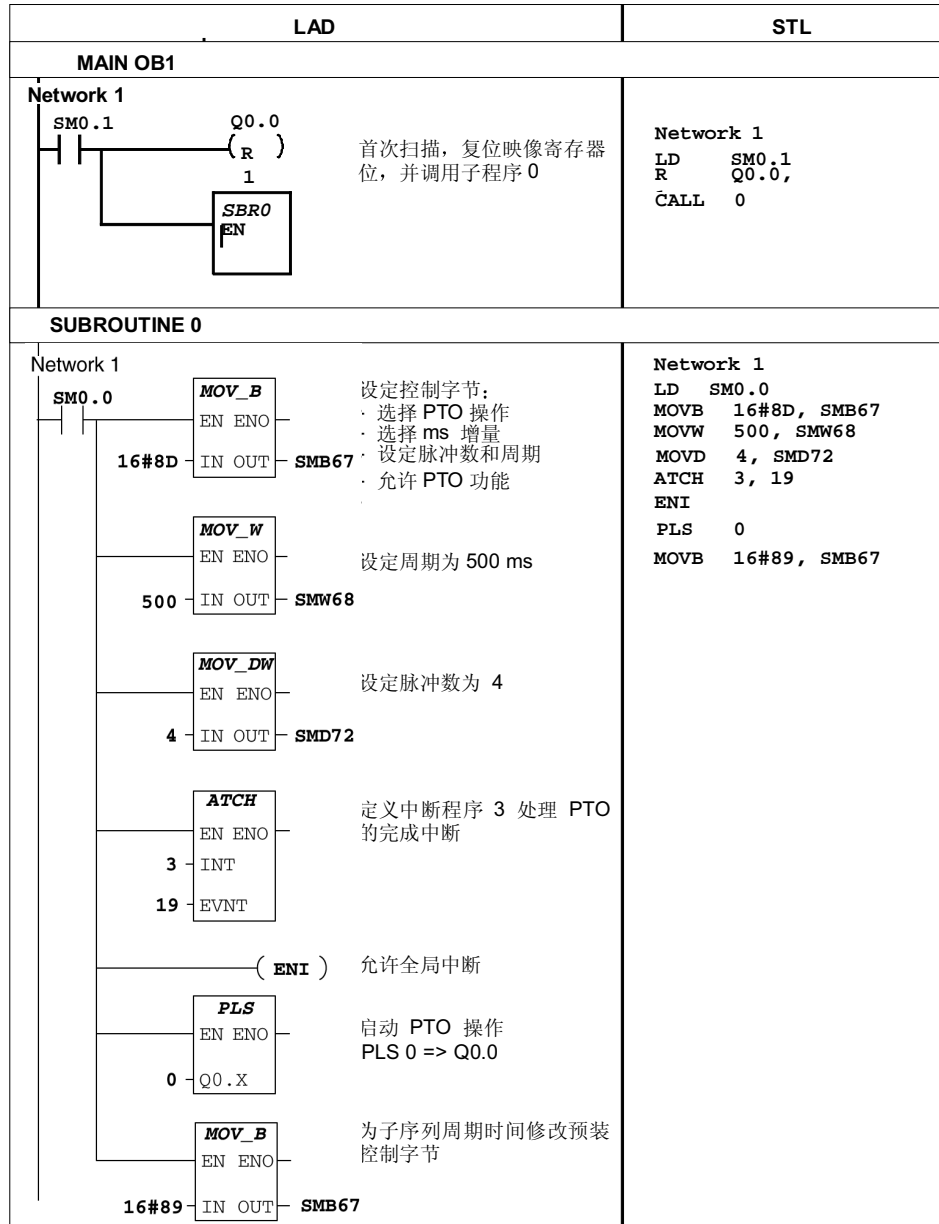 LAD STL
MAIN OB1
Network 1
SM0.1 Q0.0
( R )
1
SBR0
EN
首次扫描，复位映像寄存器
位，并调用子程序 0
Network 1
LD SM0.1
R Q0.0,
CALL 0
SUBROUTINE 0
Network 1
SM0.0
MOV_B
EN ENO
16#8D IN OUT SMB67
设定控制字节：
· 选择 PTO 操作
· 选择 ms 增量
· 设定脉冲数和周期
· 允许 PTO 功能
MOV_W
EN ENO
500 IN OUT SMW68
设定周期为 500 ms
MOV_DW
EN ENO
4 IN OUT SMD72
设定脉冲数为 4
ATCH
EN ENO
3 INT
19 EVNT
定义中断程序 3 处理 PTO
的完成中断
( ENI )
允许全局中断
PLS
EN ENO
0 Q0.X
启动 PTO 操作
PLS 0 => Q0.0
MOV_B
EN ENO
16#89 IN OUT SMB67
为子序列周期时间修改预装
控制字节
Network 1
LD SM0.0
MOVB 16#8D, SMB67
MOVW 500, SMW68
MOVD 4, SMD72
ATCH 3, 19
ENI
PLS 0
MOVB 16#89, SMB67